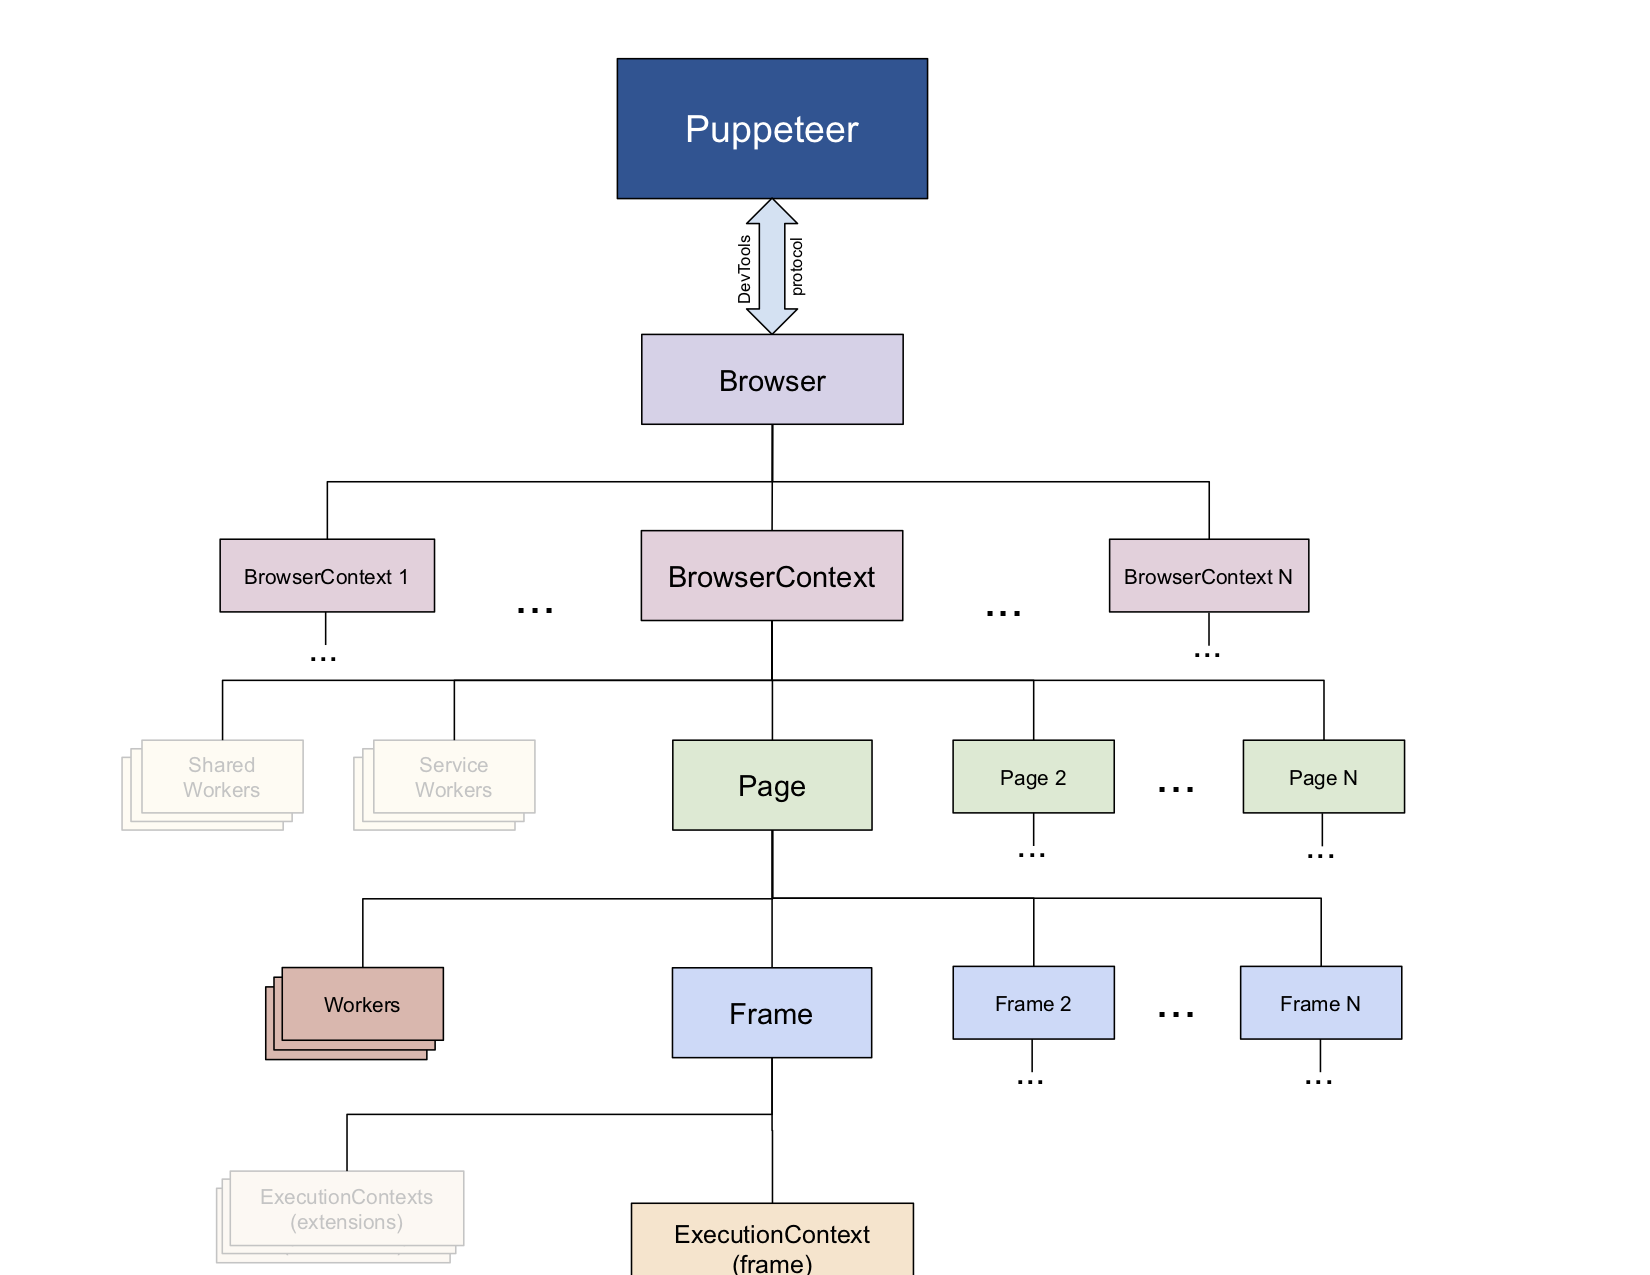 Puppeteer
DevTools
protocol
Browser
BrowserContext 1
...
BrowserContext
...
BrowserContext N
...
...
Shared
Workers
Service
Workers
Page
Page 2
...
Page N
...
...
Workers
Frame
Frame 2
...
Frame N
...
...
ExecutionContexts
(extensions)
ExecutionContext
(frame)